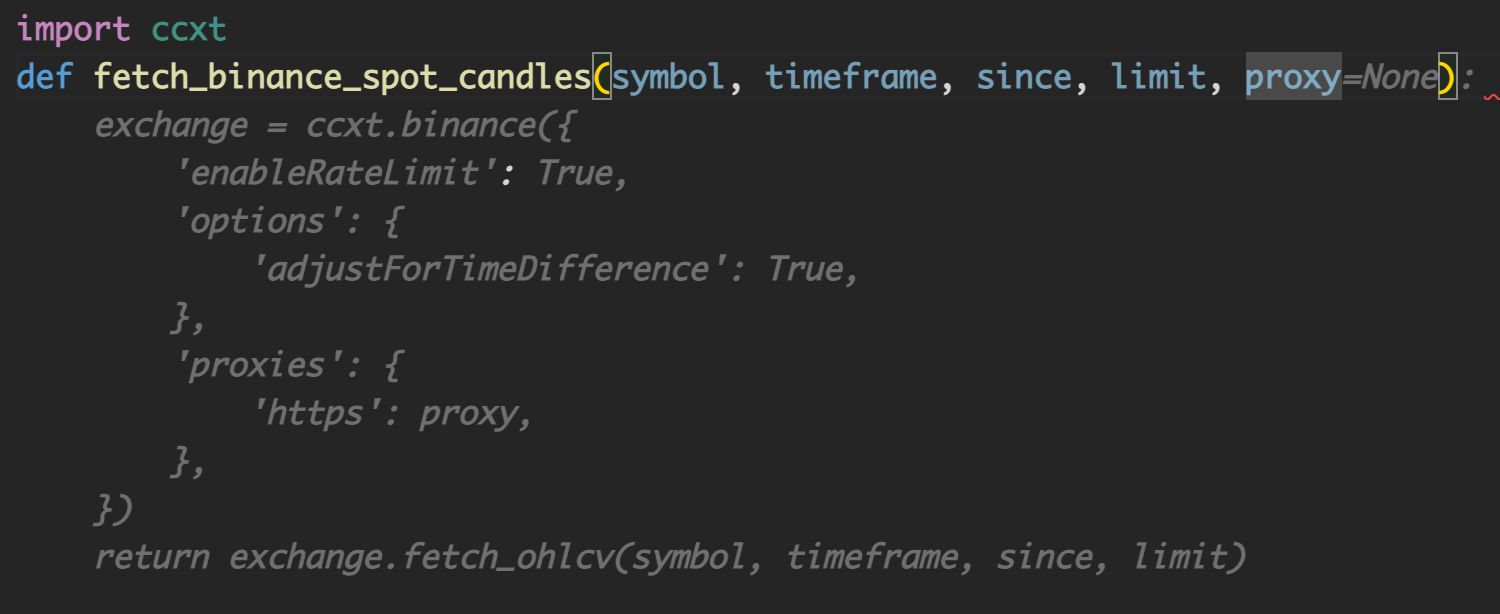 import ccxt
def fetch_binance_spot_candles(symbol, timeframe, since, limit, proxy=None):
    exchange = ccxt.binance({
        'enableRateLimit': True,
        'options': {
            'adjustForTimeDifference': True,
        },
        'proxies': {
            'https': proxy,
        },
    })
    return exchange.fetch_ohlcv(symbol, timeframe, since, limit)